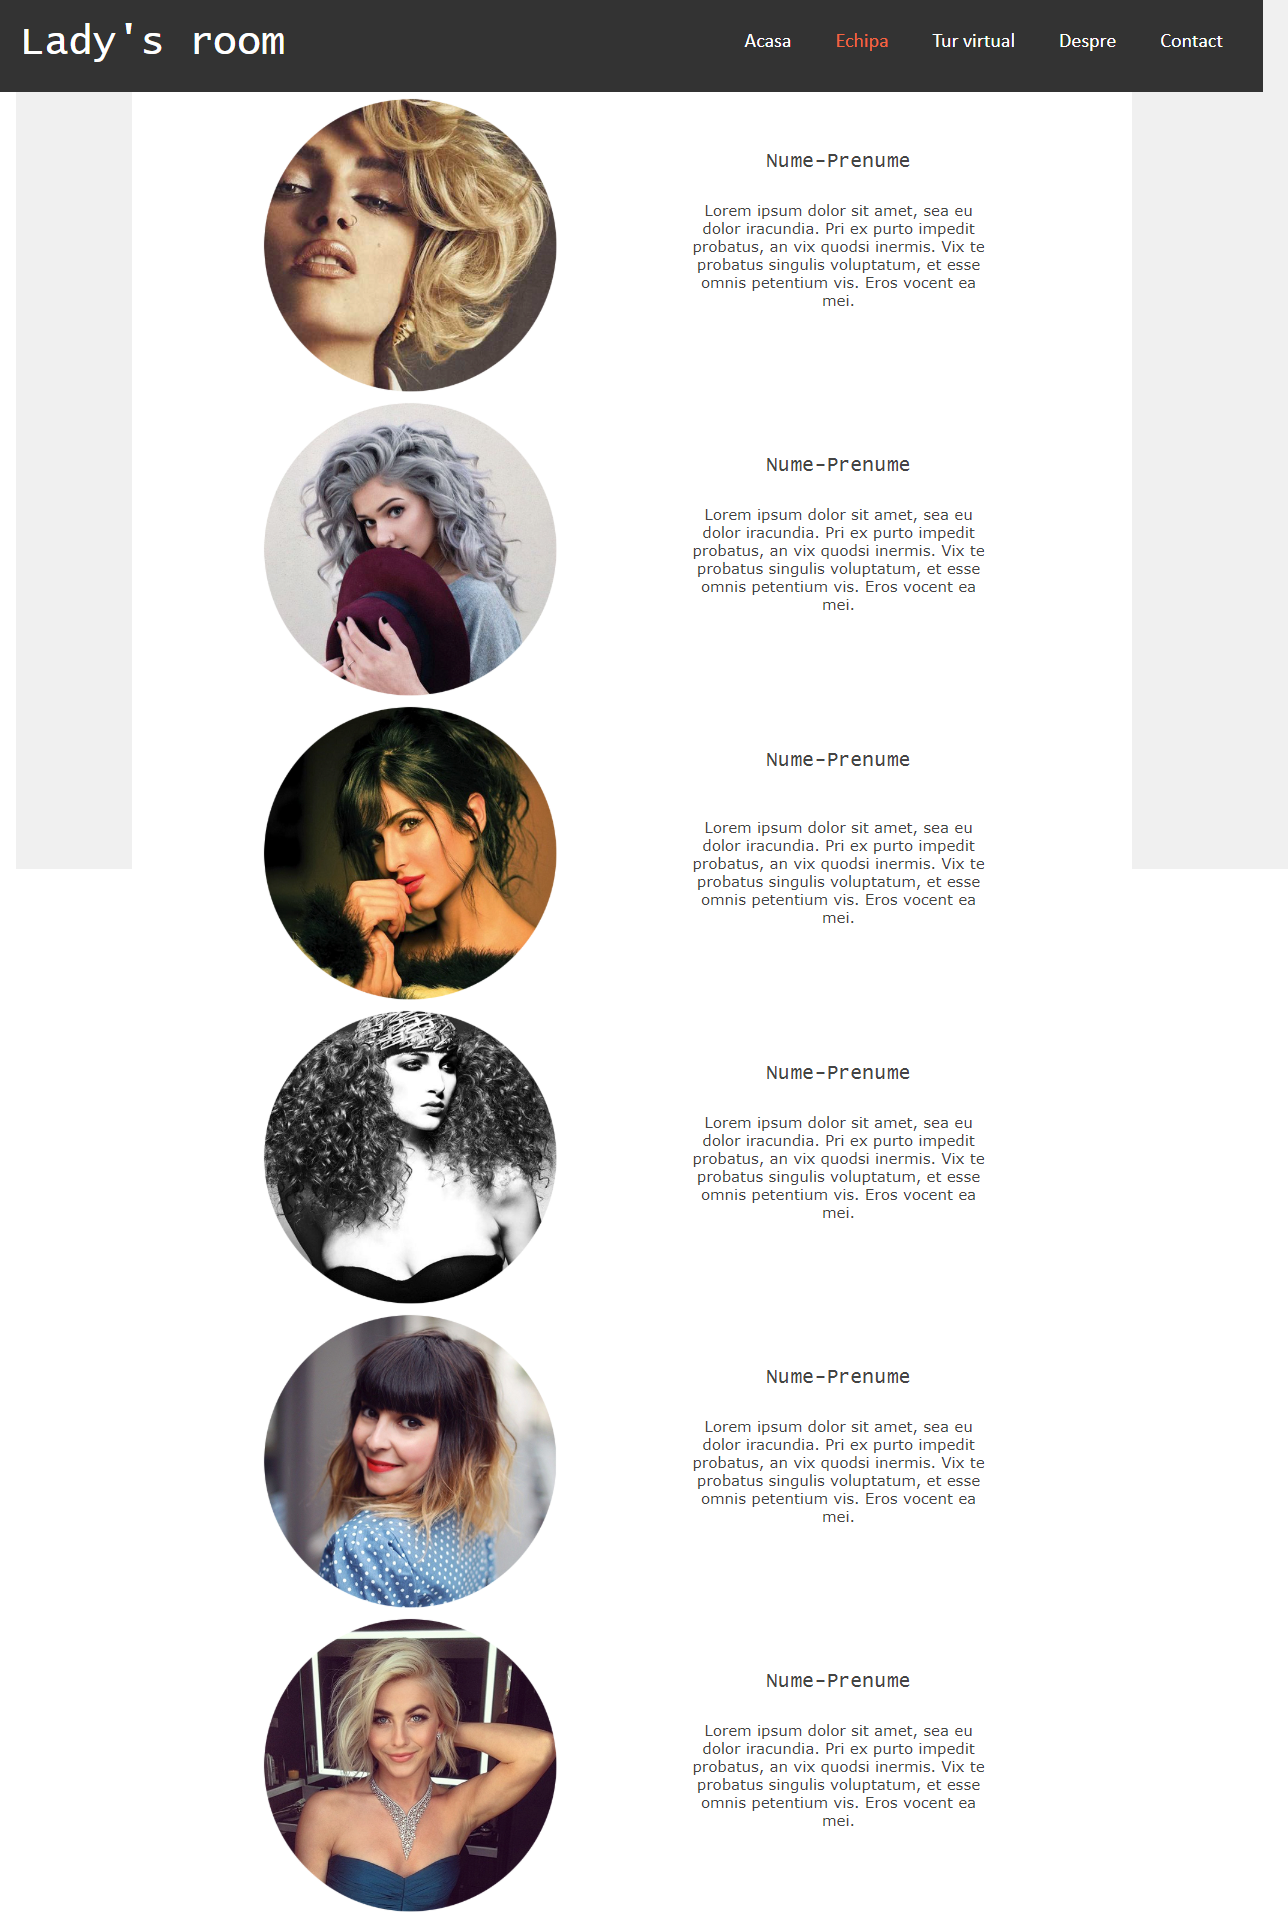 Lady's room
Acasa Echipa Tur virtual Despre Contact
Nume-Prenume
Lorem ipsum dolor sit amet, sea eu
dolor iracundia. Pri ex purto impedit
probatus, an vix quodsi inermis. Vix te
probatus singulis voluptatum, et esse
omnis petentium vis. Eros vocent ea
mei.
Nume-Prenume
Lorem ipsum dolor sit amet, sea eu
dolor iracundia. Pri ex purto impedit
probatus, an vix quodsi inermis. Vix te
probatus singulis voluptatum, et esse
omnis petentium vis. Eros vocent ea
mei.
Nume-Prenume
Lorem ipsum dolor sit amet, sea eu
dolor iracundia. Pri ex purto impedit
probatus, an vix quodsi inermis. Vix te
probatus singulis voluptatum, et esse
omnis petentium vis. Eros vocent ea
mei.
Nume-Prenume
Lorem ipsum dolor sit amet, sea eu
dolor iracundia. Pri ex purto impedit
probatus, an vix quodsi inermis. Vix te
probatus singulis voluptatum, et esse
omnis petentium vis. Eros vocent ea
mei.
Nume-Prenume
Lorem ipsum dolor sit amet, sea eu
dolor iracundia. Pri ex purto impedit
probatus, an vix quodsi inermis. Vix te
probatus singulis voluptatum, et esse
omnis petentium vis. Eros vocent ea
mei.
Nume-Prenume
Lorem ipsum dolor sit amet, sea eu
dolor iracundia. Pri ex purto impedit
probatus, an vix quodsi inermis. Vix te
probatus singulis voluptatum, et esse
omnis petentium vis. Eros vocent ea
mei.